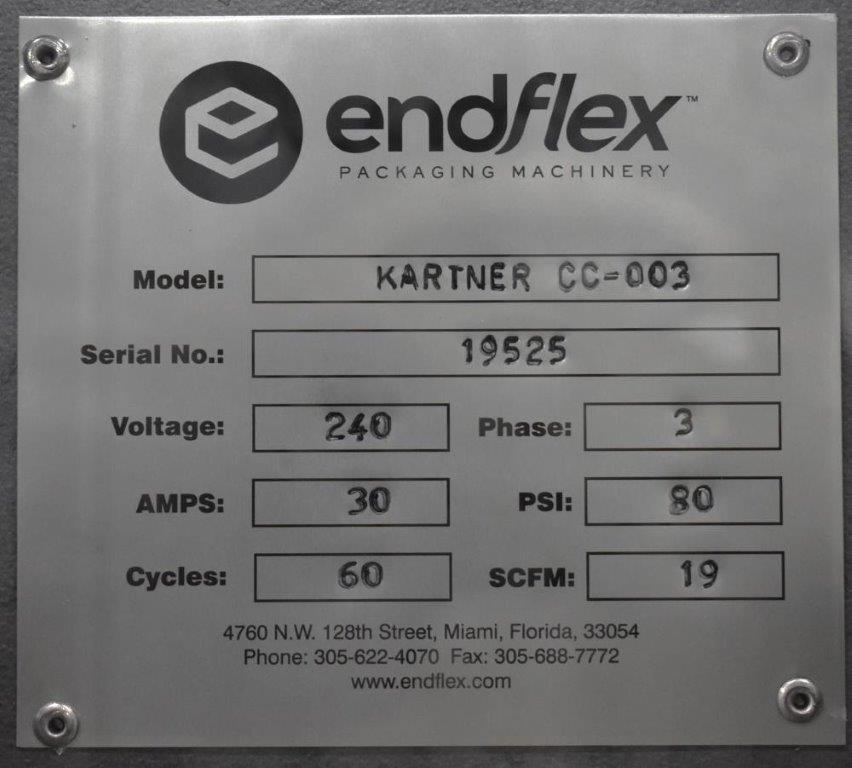 endflex™
PACKAGING MACHINERY
Model: KARTNER CC-003
Serial No.: 19525
Voltage: 240 Phase: 3
AMPS: 30 PSI: 80
Cycles: 60 SCFM: 19
4760 N.W. 128th Street, Miami, Florida, 33054
Phone: 305-622-4070 Fax: 305-688-7772
www.endflex.com